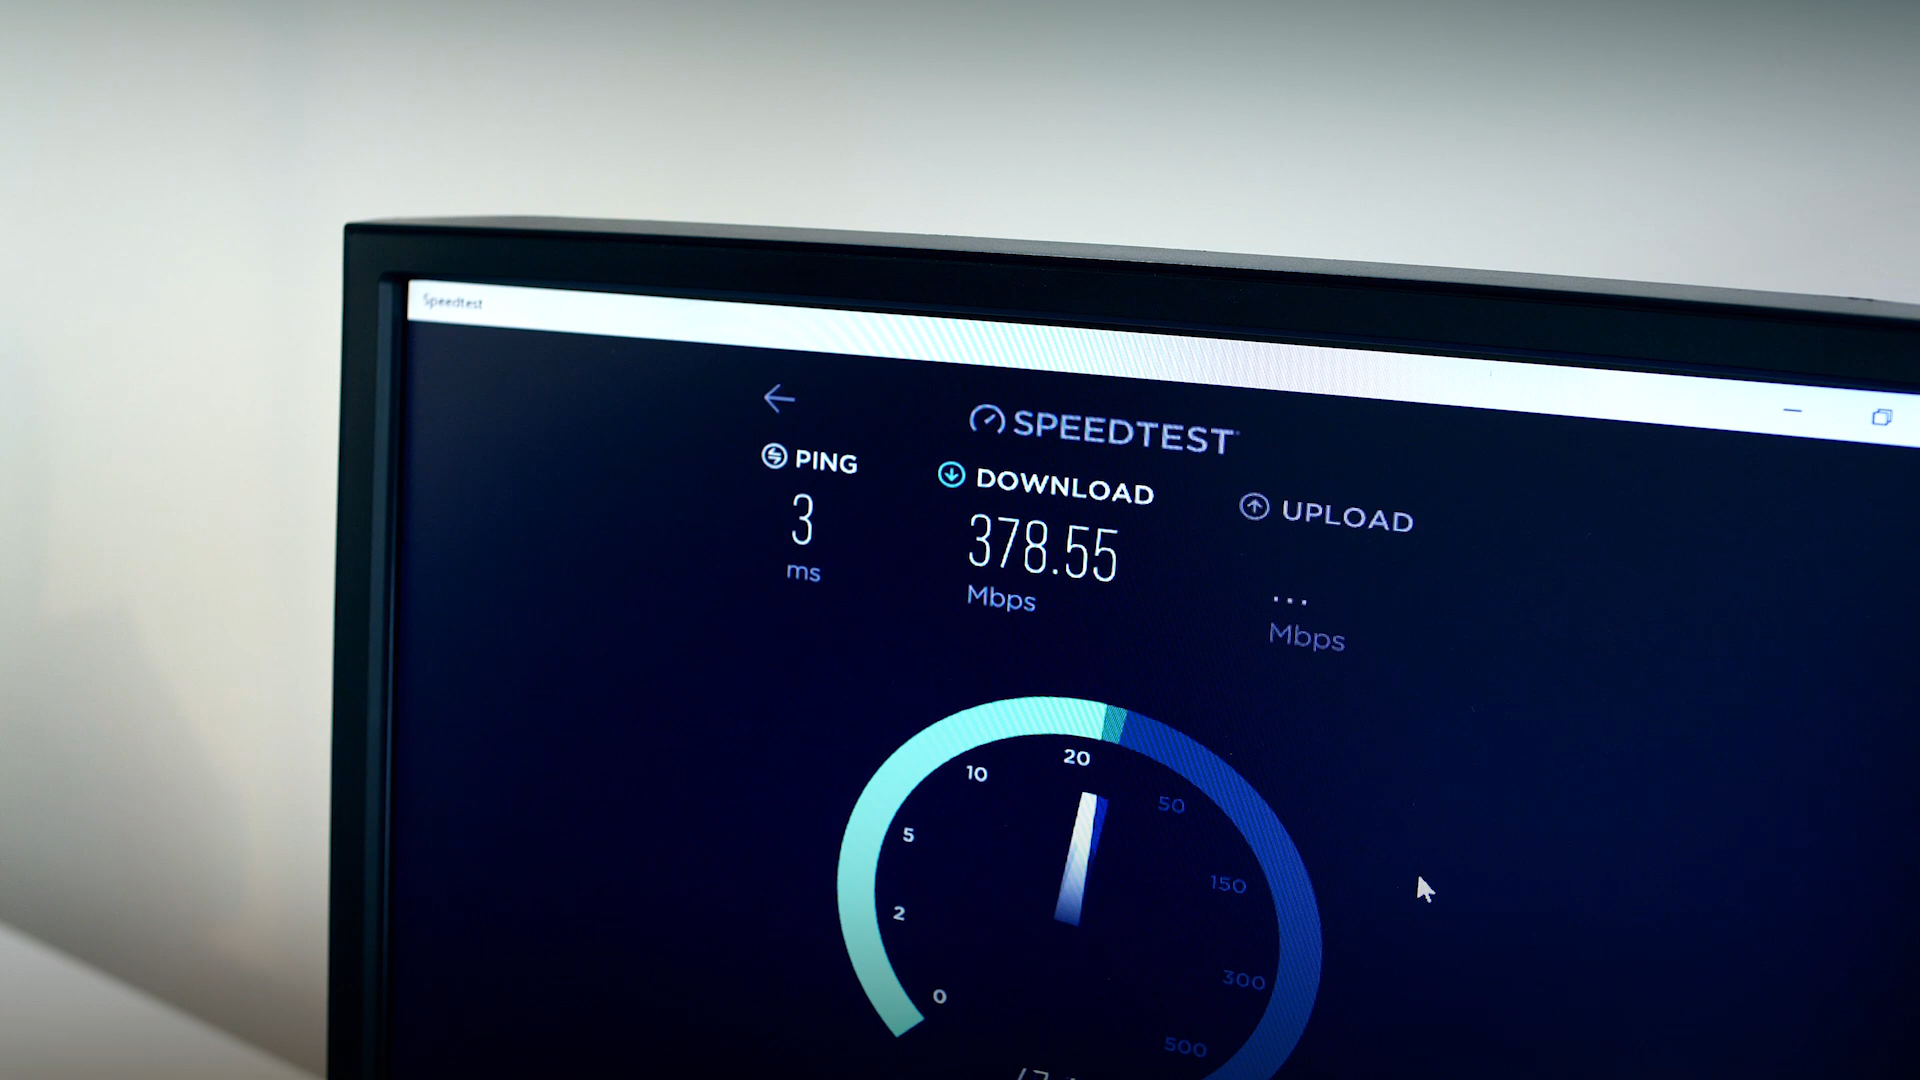 Speedtest
SPEEDTEST
PING
3
ms
DOWNLOAD
378.55
Mbps
UPLOAD
...
Mbps
0
2
5
10
20
50
150
300
500